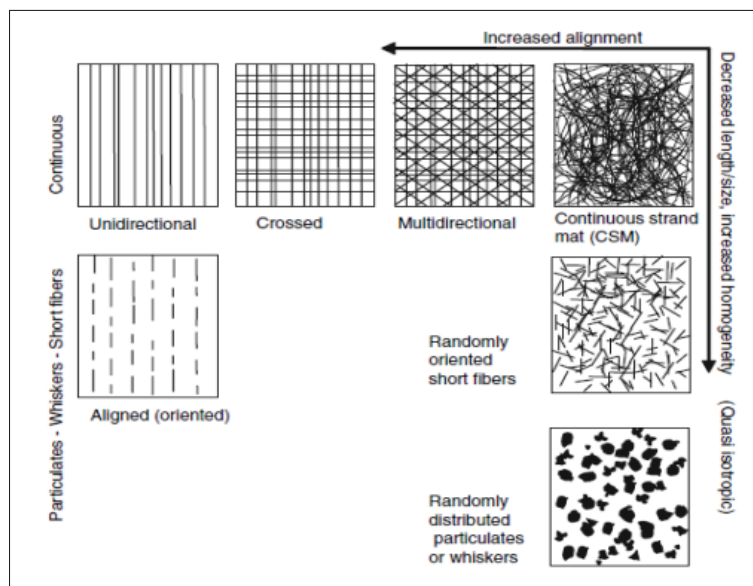 Increased alignment
Continuous
Unidirectional
Crossed
Multidirectional
Continuous strand
mat (CSM)
Decreased length/size, increased homogeneity
(Quasi isotropic)
Particulates - Whiskers - Short fibers
Aligned (oriented)
Randomly
oriented
short fibers
Randomly
distributed
particulates
or whiskers